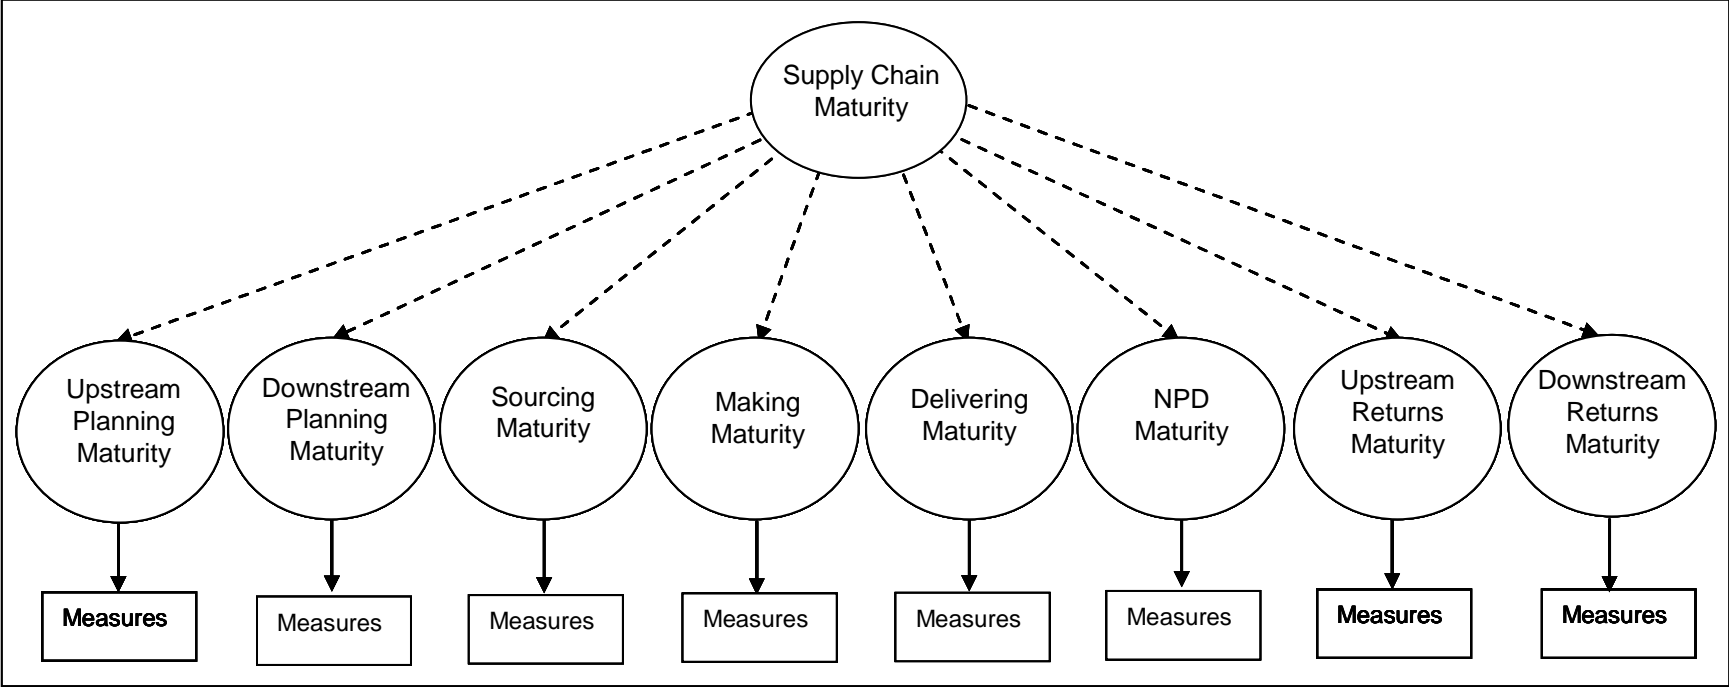 Supply Chain
Maturity
Upstream
Planning
Maturity
Downstream
Planning
Maturity
Sourcing
Maturity
Making
Maturity
Delivering
Maturity
NPD
Maturity
Upstream
Returns
Maturity
Downstream
Returns
Maturity
Measures
Measures
Measures
Measures
Measures
Measures
Measures
Measures